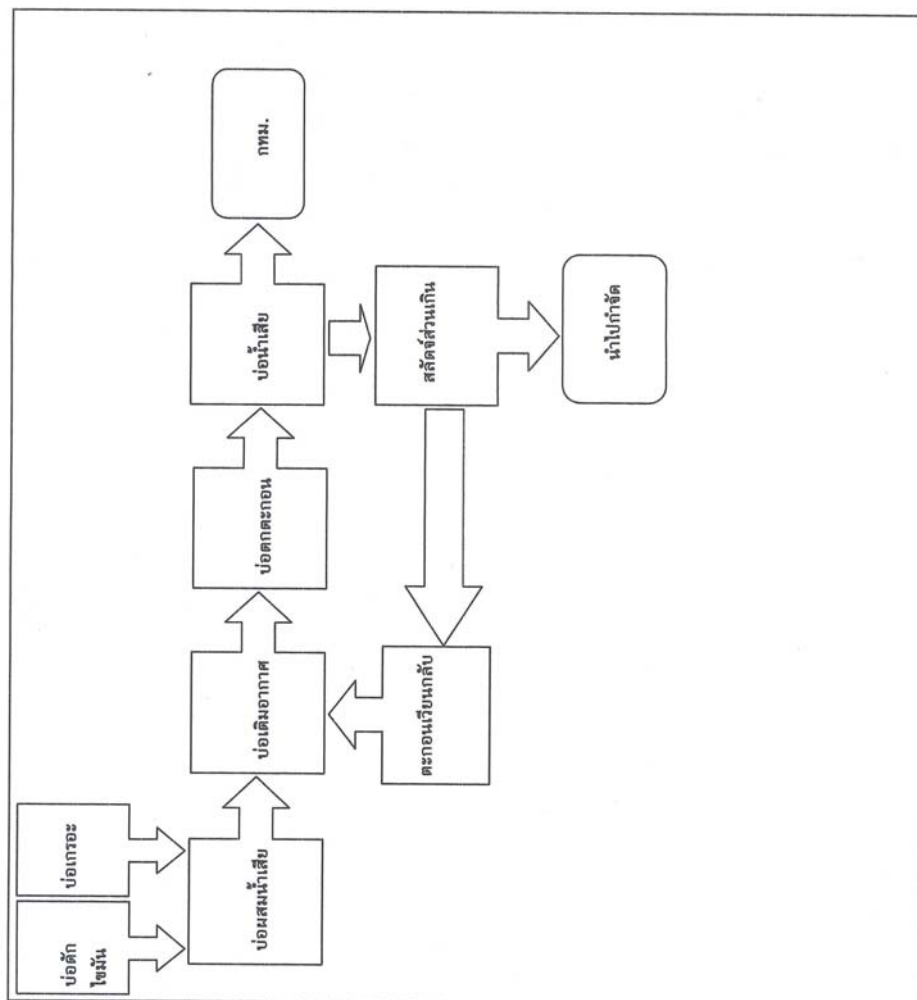 บ่อดัก
ไขมัน
บ่อเกรอะ
บ่อผสมน้ำเสีย
บ่อเติมอากาศ
บ่อตกตะกอน
บ่อน้ำเสีย
กทม.
ตะกอนเวียนกลับ
สลัดจ์ส่วนเกิน
นำไปกำจัด